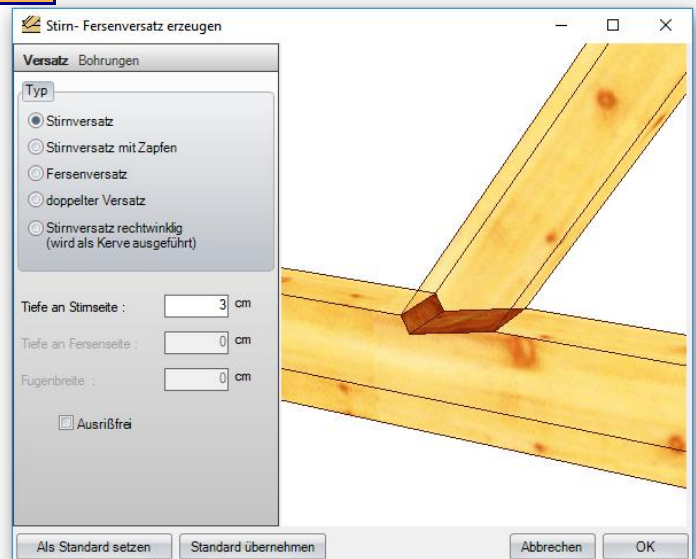 Stirn- Fersenversatz erzeugen
Versatz Bohrungen
Typ
Stirnversatz
Stirnversatz mit Zapfen
Fersenversatz
doppelter Versatz
Stirnversatz rechtwinklig
(wird als Kerve ausgeführt)
Tiefe an Stirnseite : 3 cm
Tiefe an Fersenseite : 0 cm
Fugenbreite : 0 cm
Ausrißfrei
Als Standard setzen Standard übernehmen Abbrechen OK